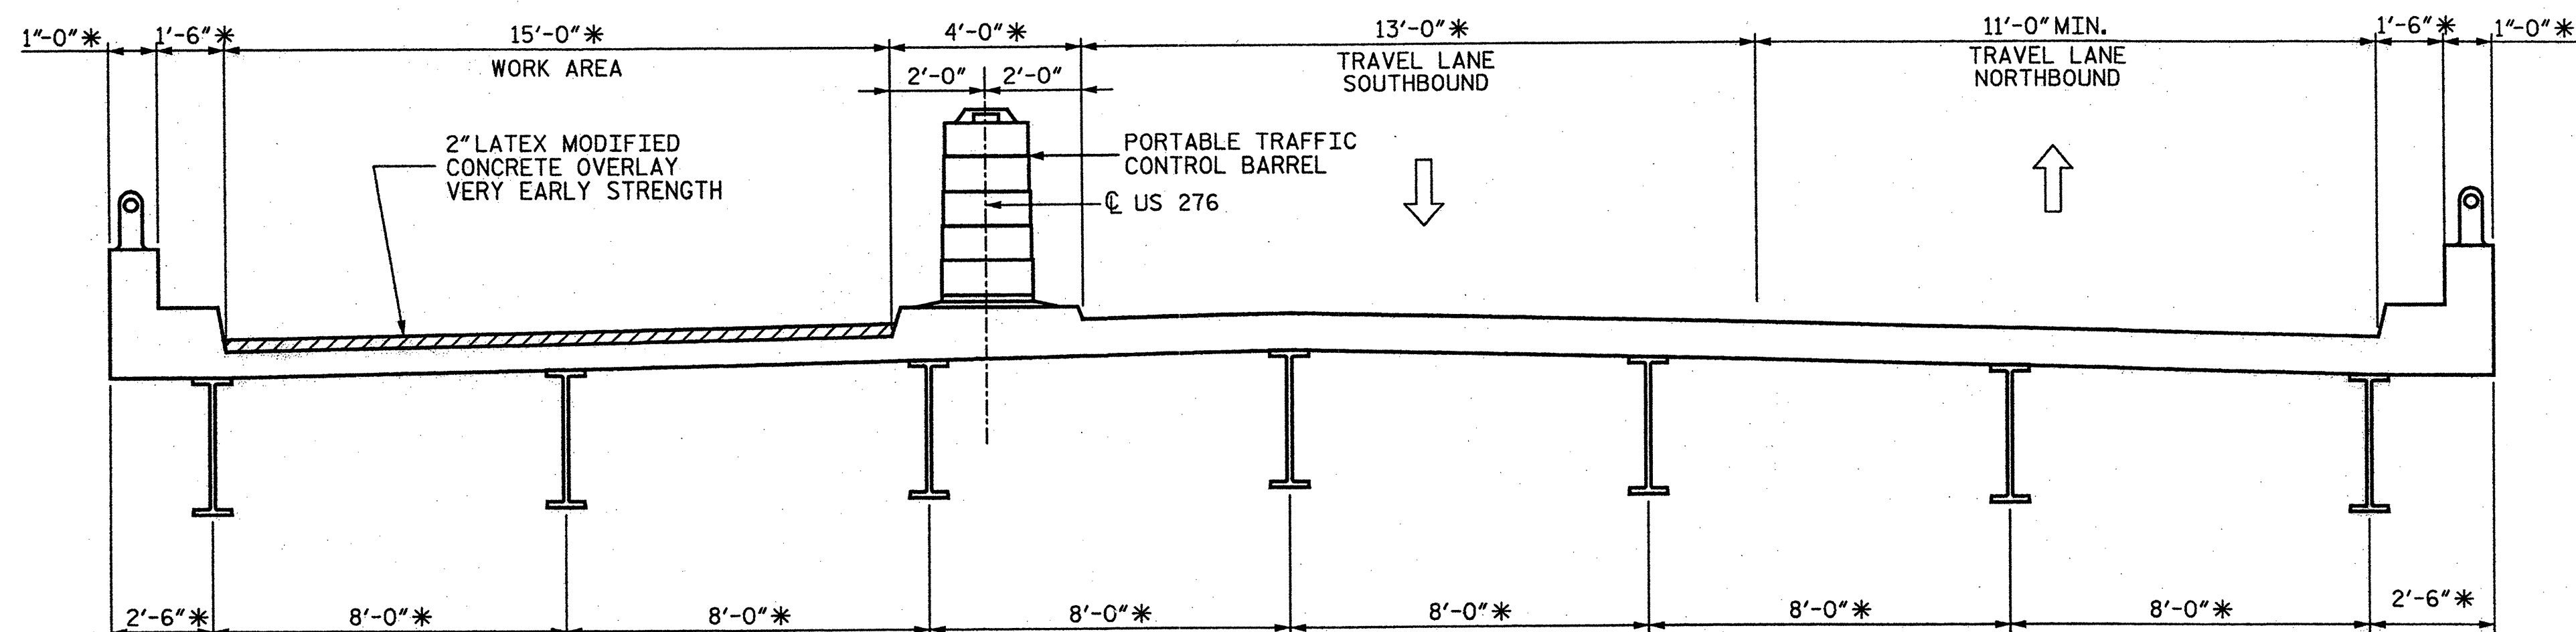 1"-0"* 1'-6"* 15'-0"* 4'-0"* 13'-0"* 11'-0" MIN. 1'-6"* 1"-0"*
WORK AREA
2'-0" 2'-0"
TRAVEL LANE
SOUTHBOUND
TRAVEL LANE
NORTHBOUND
2" LATEX MODIFIED
CONCRETE OVERLAY
VERY EARLY STRENGTH
PORTABLE TRAFFIC
CONTROL BARREL
℄ US 276
2'-6"* 8'-0"* 8'-0"* 8'-0"* 8'-0"* 8'-0"* 8'-0"* 2'-6"*